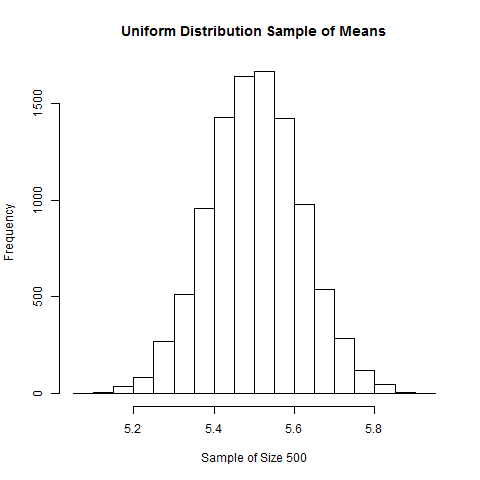 Uniform Distribution Sample of Means
Frequency
1500
1000
500
0
5.2 5.4 5.6 5.8
Sample of Size 500